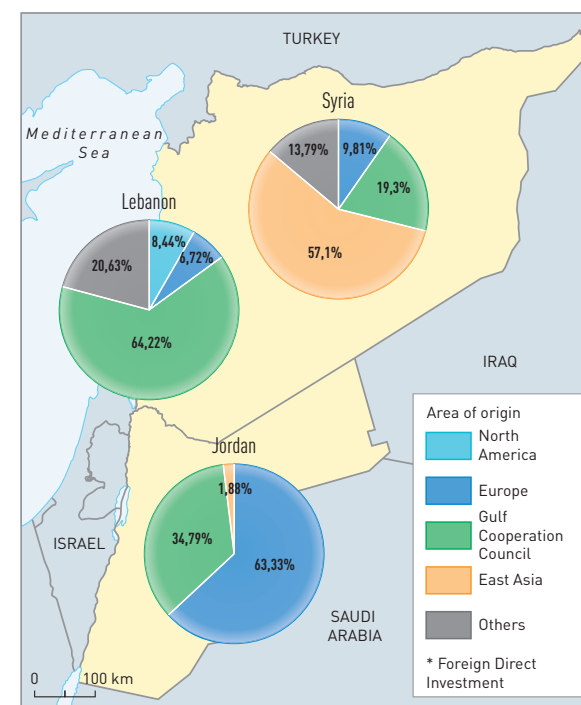 TURKEY
Syria
Mediterranean
Sea
13,79%
9,81%
19,3%
57,1%
Lebanon
8,44%
6,72%
20,63%
64,22%
IRAQ
Jordan
1,88%
34,79%
63,33%
ISRAEL
SAUDI
ARABIA
0 100 km
Area of origin
North
America
Europe
Gulf
Cooperation
Council
East Asia
Others
* Foreign Direct
Investment